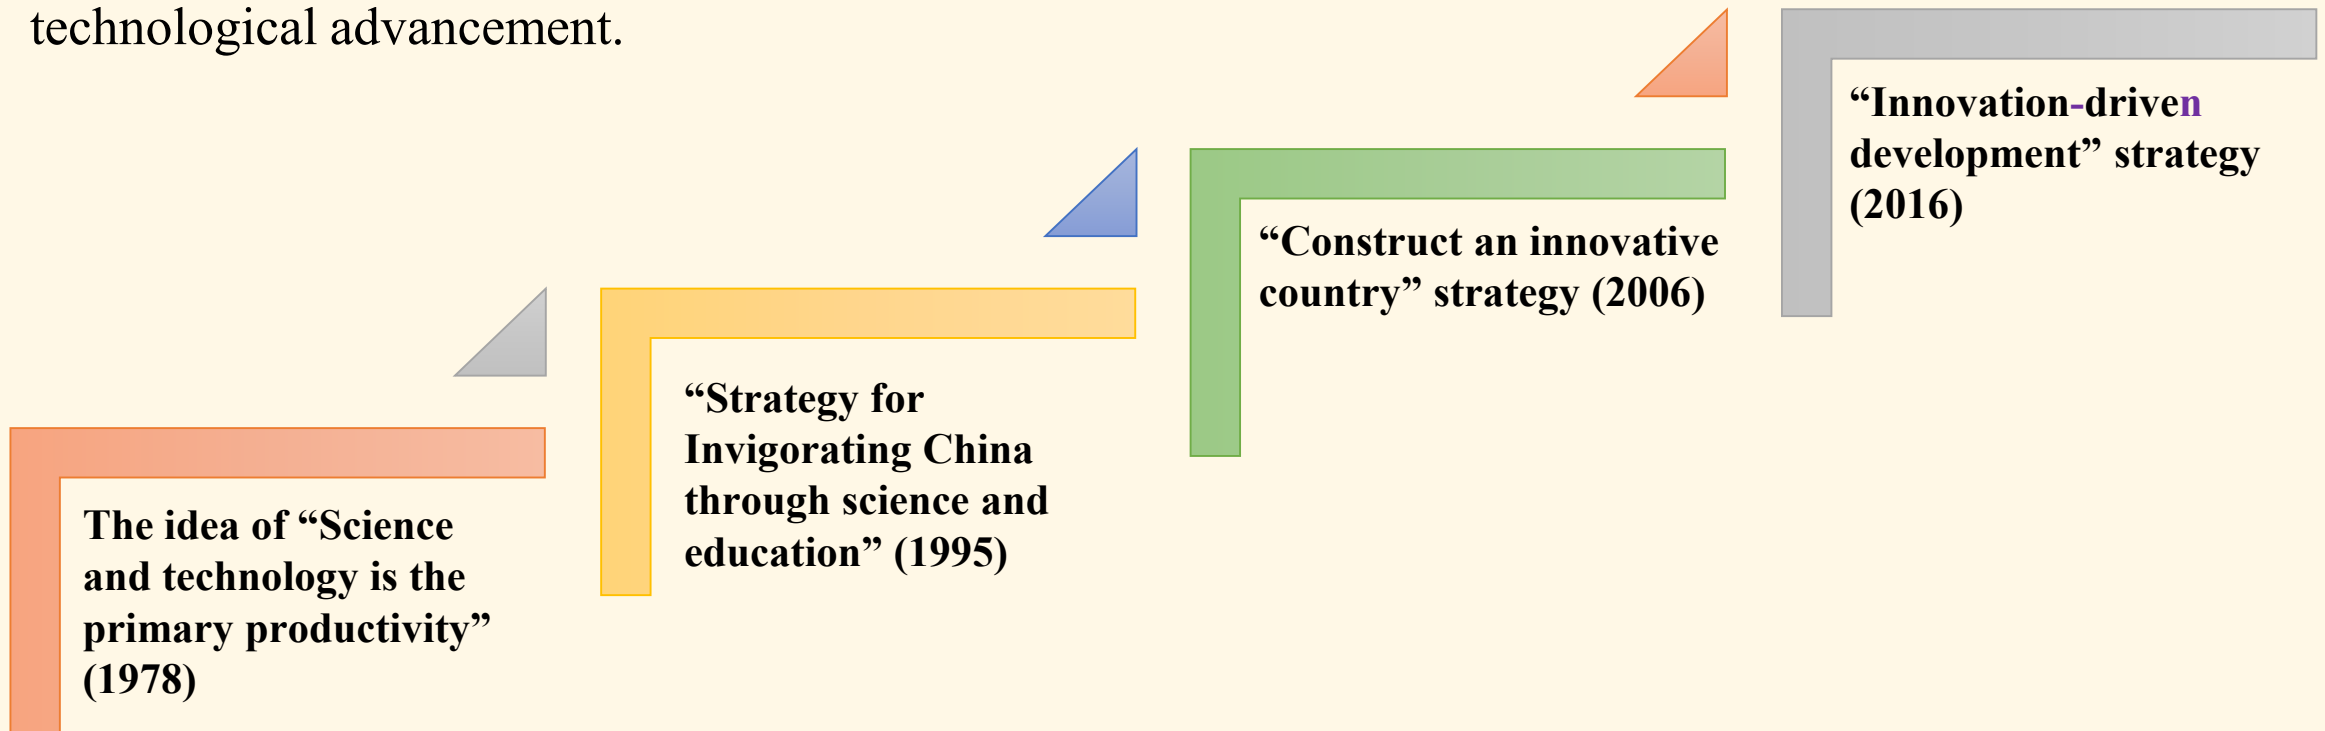 technological advancement.
The idea of “Science
and technology is the
primary productivity”
(1978)
“Strategy for
Invigorating China
through science and
education” (1995)
“Construct an innovative
country” strategy (2006)
“Innovation-driven
development” strategy
(2016)